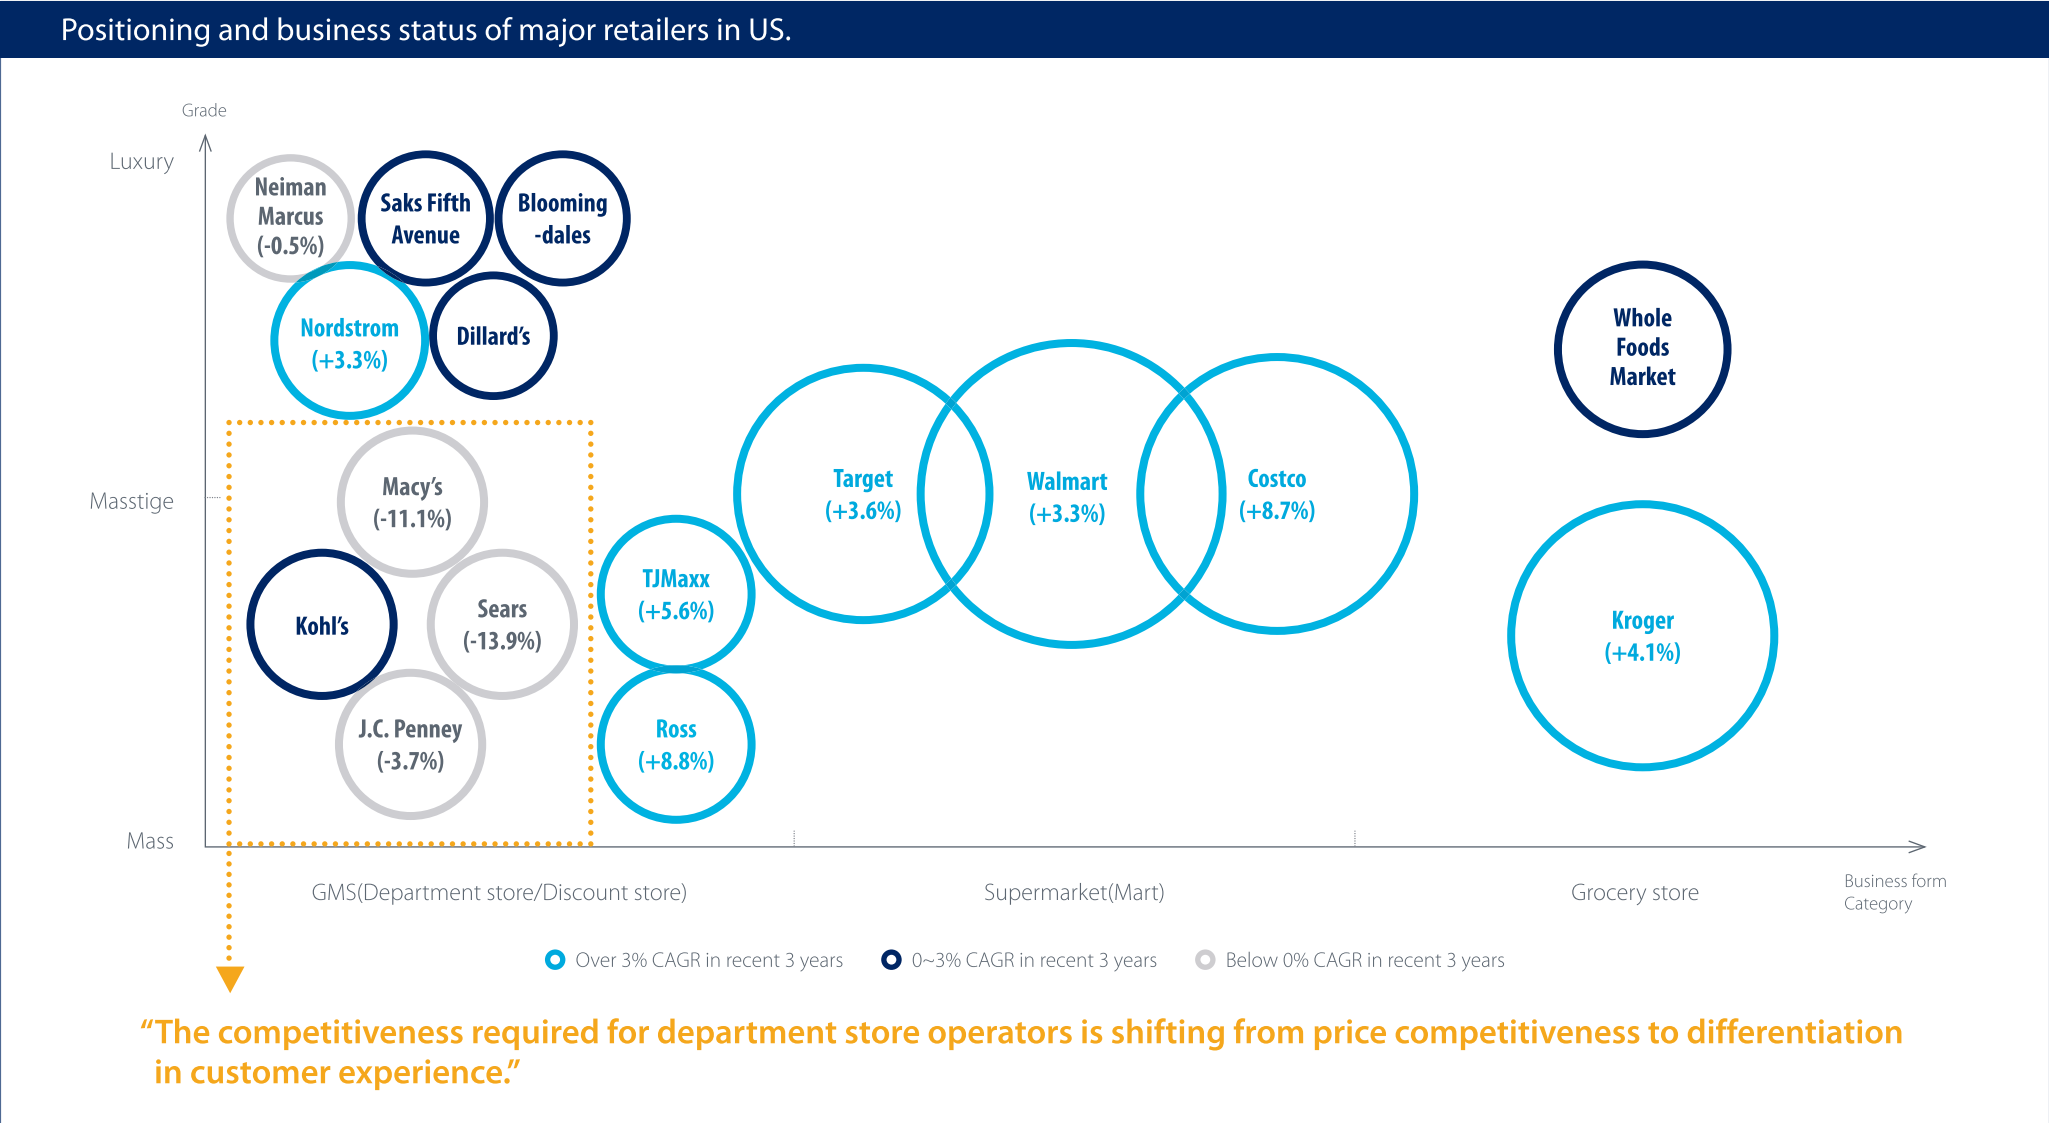 Positioning and business status of major retailers in US.
Grade
Luxury
Neiman
Marcus
(-0.5%)
Saks Fifth
Avenue
Blooming
-dales
Nordstrom
(+3.3%)
Dillard's
Whole
Foods
Market
Masstige
Macy's
(-11.1%)
Target
(+3.6%)
Walmart
(+3.3%)
Costco
(+8.7%)
Kohl's
Sears
(-13.9%)
TJMaxx
(+5.6%)
Kroger
(+4.1%)
J.C. Penney
(-3.7%)
Ross
(+8.8%)
Mass
GMS(Department store/Discount store)
Supermarket(Mart)
Grocery store
Business form
Category
Over 3% CAGR in recent 3 years
0~3% CAGR in recent 3 years
Below 0% CAGR in recent 3 years
“The competitiveness required for department store operators is shifting from price competitiveness to differentiation
in customer experience.”